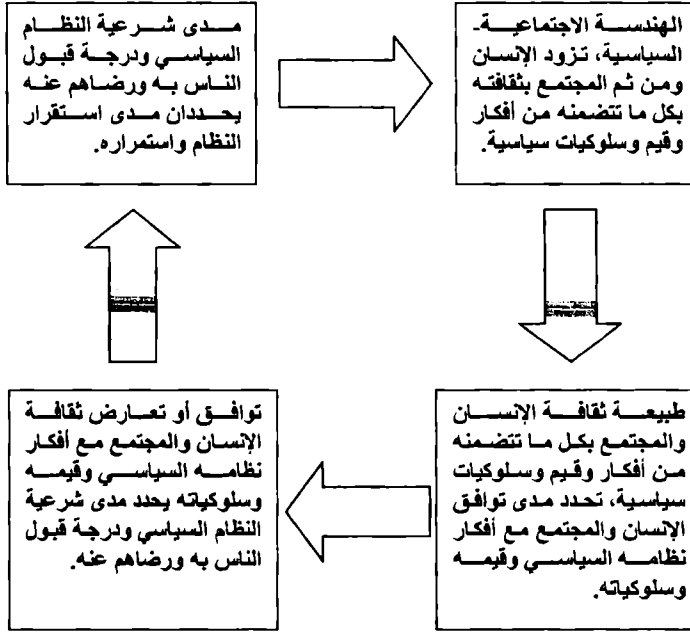 الهندسة الاجتماعية-
السياسية، تزود الإنسان
ومن ثم المجتمع بثقافته
بكل ما تتضمنه من أفكار
وقيم وسلوكيات سياسية.
طبيعة ثقافة الإنسان
والمجتمع بكل ما تتضمنه
من أفكار وقيم وسلوكيات
سياسية، تحدد مدى توافق
الإنسان والمجتمع مع أفكار
نظامه السياسي وقيمه
وسلوكياته.
توافق أو تعارض ثقافة
الإنسان والمجتمع مع أفكار
نظامه السياسي وقيمه
وسلوكياته يحدد مدى شرعية
النظام السياسي ودرجة قبول
الناس به ورضاهم عنه.
مدى شرعية النظام
السياسي ودرجة قبول
الناس به ورضاهم عنه
يحددان مدى استقرار
النظام واستمراره.